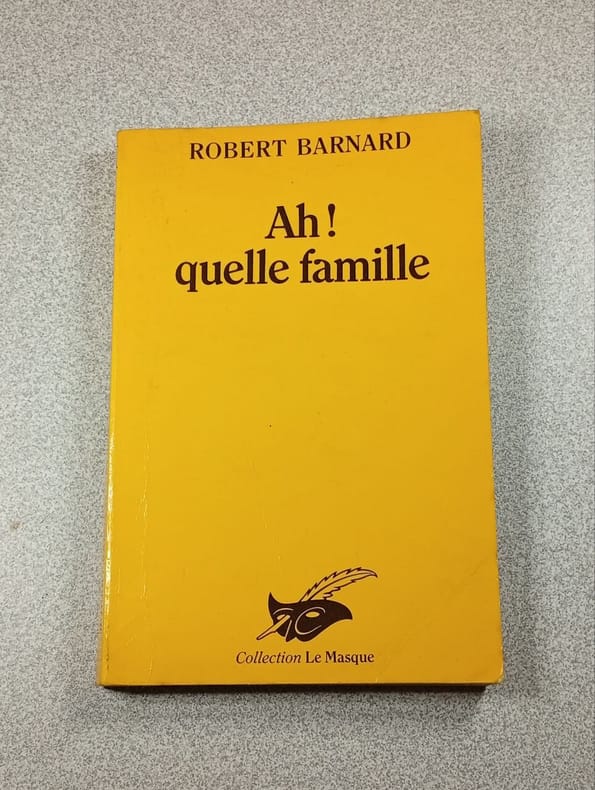 ROBERT BARNARD
Ah !
quelle famille
Collection Le Masque